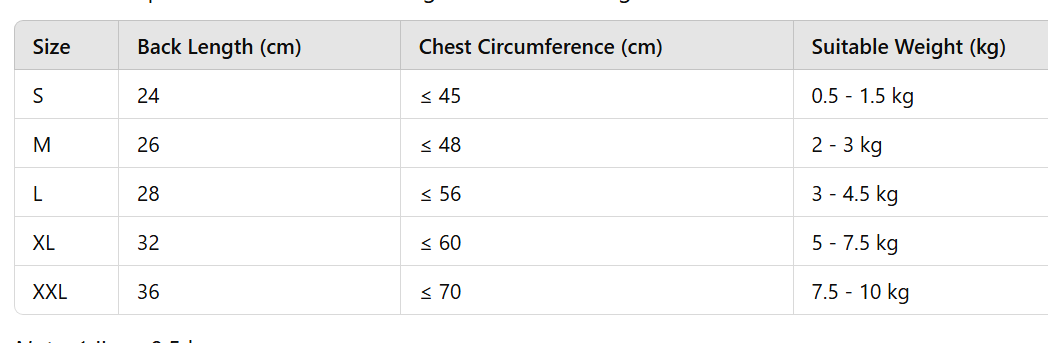 Size Back Length (cm) Chest Circumference (cm) Suitable Weight (kg)
S 24 ≤ 45 0.5 - 1.5 kg
M 26 ≤ 48 2 - 3 kg
L 28 ≤ 56 3 - 4.5 kg
XL 32 ≤ 60 5 - 7.5 kg
XXL 36 ≤ 70 7.5 - 10 kg